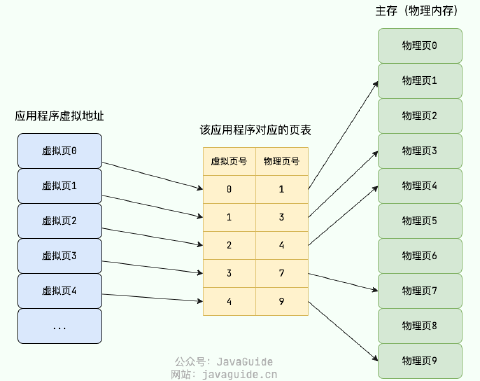 主存（物理内存）
物理页0
物理页1
物理页2
物理页3
物理页4
物理页5
物理页6
物理页7
物理页8
物理页9
应用程序虚拟地址
虚拟页0
虚拟页1
虚拟页2
虚拟页3
虚拟页4
...
该应用程序对应的页表
虚拟页号 物理页号
0 1
1 3
2 4
3 7
4 9
公众号：JavaGuide
网站：javaguide.cn